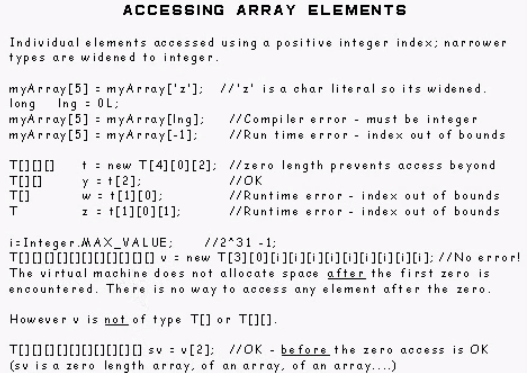 ACCESSING ARRAY ELEMENTS
Individual elements accessed using a positive integer index; narrower
types are widened to integer.
myArray[5] = myArray['z']; //'z' is a char literal so its widened.
long lng = 0L;
myArray[5] = myArray[lng]; //Compiler error - must be integer
myArray[5] = myArray[-1]; //Run time error - index out of bounds
T[][][] t = new T[4][0][2]; //zero length prevents access beyond
T[][] y = t[2]; //OK
T[] w = t[1][0]; //Runtime error - index out of bounds
T z = t[1][0][1]; //Runtime error - index out of bounds
i=Integer.MAX_VALUE; //2^31 -1;
T[][][][][][][][][][] v = new T[3][0][i][i][i][i][i][i][i][i]; //No error!
The virtual machine does not allocate space after the first zero is
encountered. There is no way to access any element after the zero.
However v is not of type T[] or T[][].
T[][][][][][][][][] sv = v[2]; //OK - before the zero access is OK
(sv is a zero length array, of an array, of an array....)